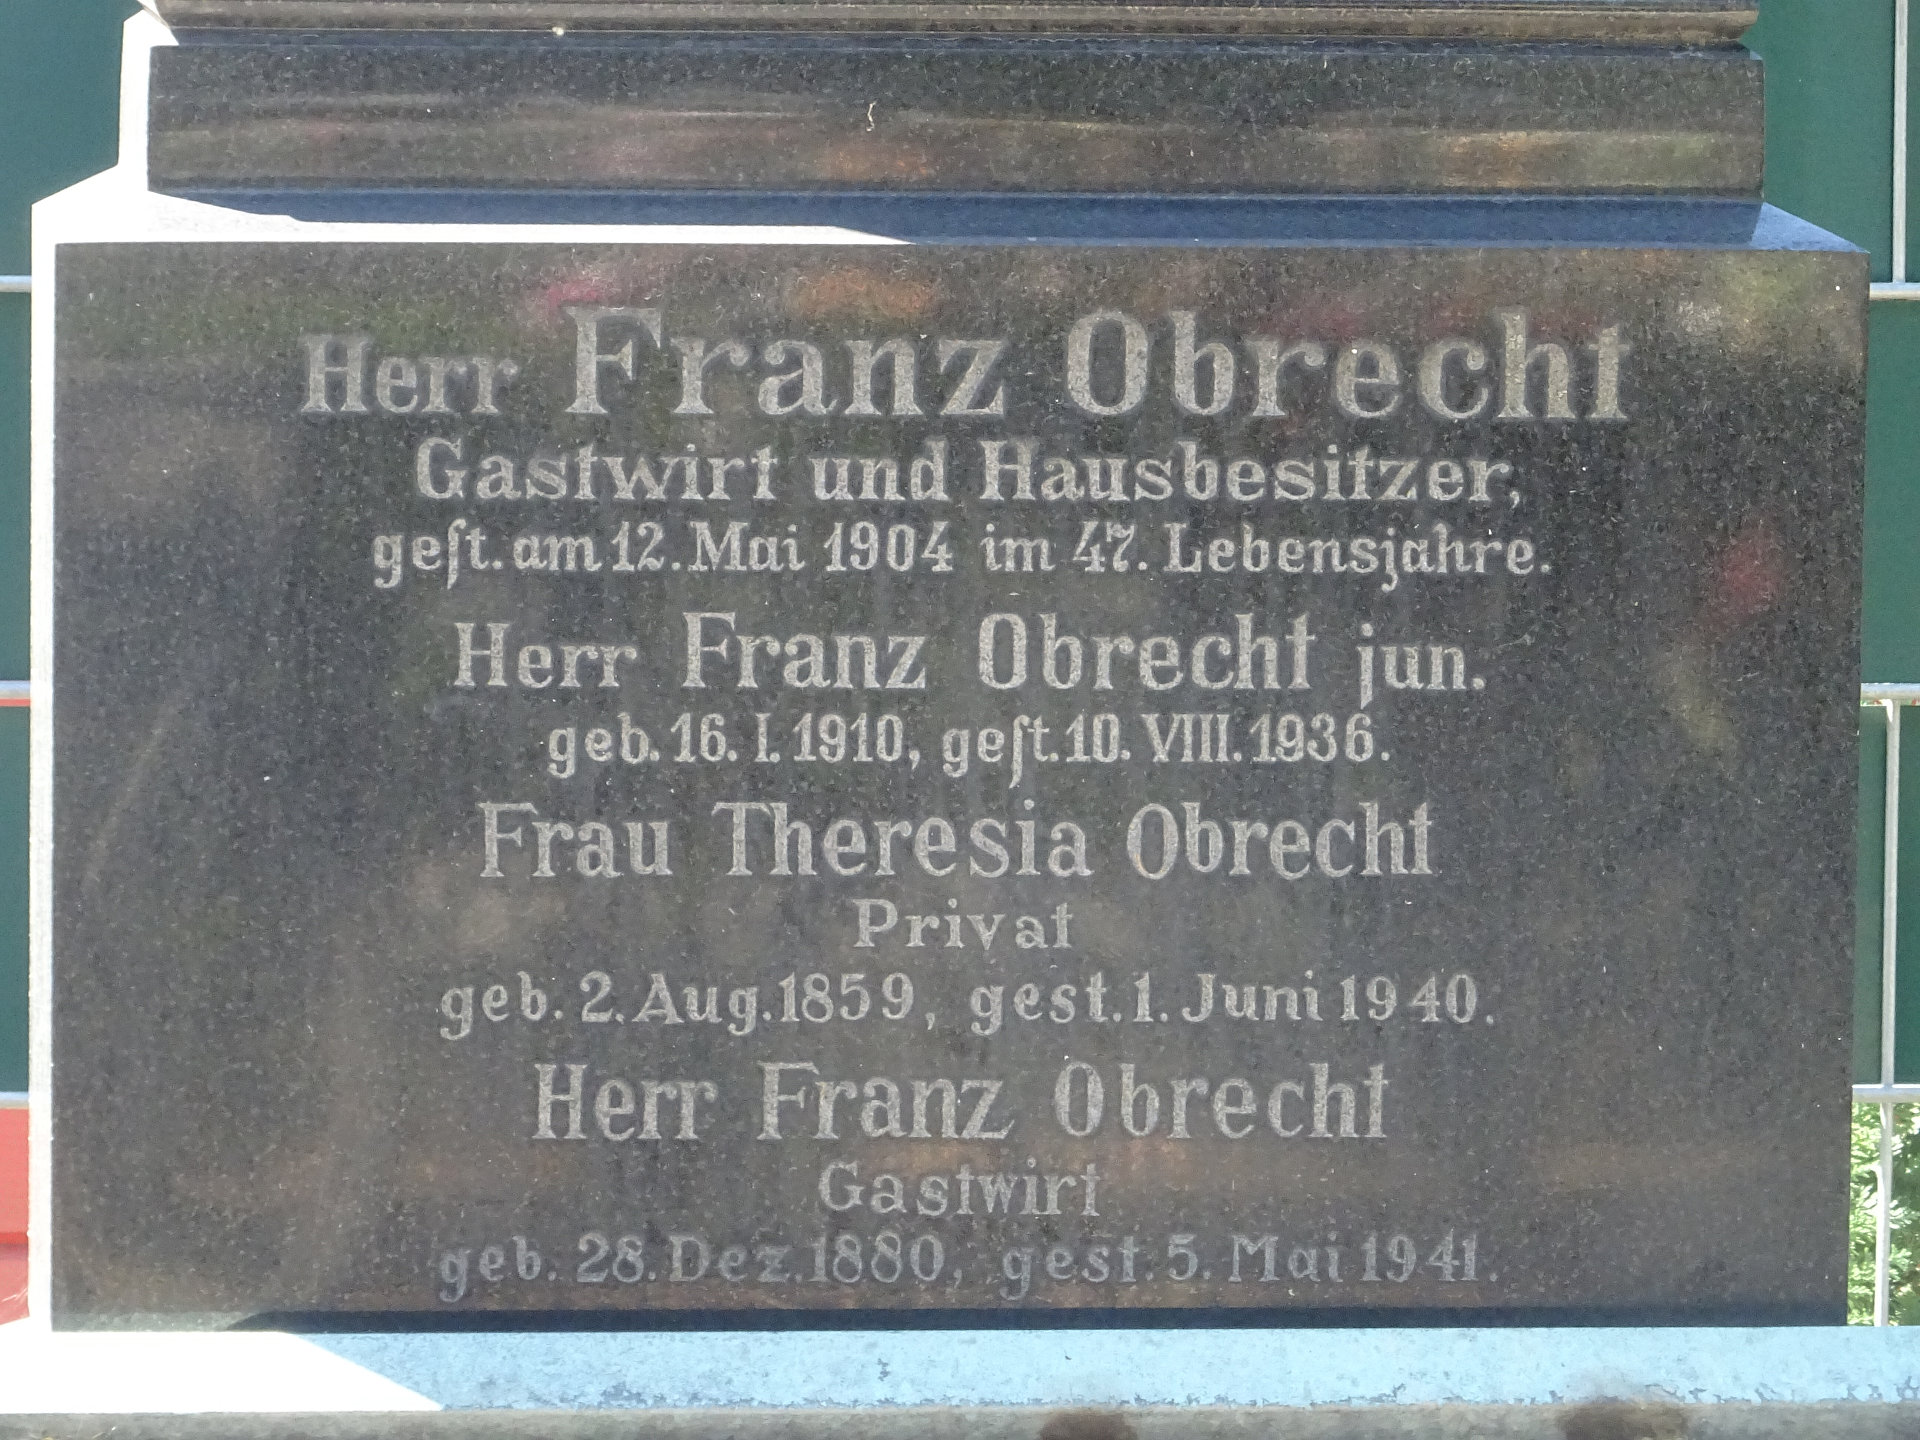 Herr Franz Obrecht
Gastwirt und Hausbesitzer,
geſt. am 12. Mai 1904 im 47. Lebensjahre.
Herr Franz Obrecht jun.
geb. 16. I. 1910, geſt. 10. VIII. 1936.
Frau Theresia Obrecht
Privat
geb. 2. Aug. 1859, gest. 1. Juni 1940.
Herr Franz Obrecht
Gastwirt
geb. 28. Dez. 1880, gest. 5. Mai 1941.